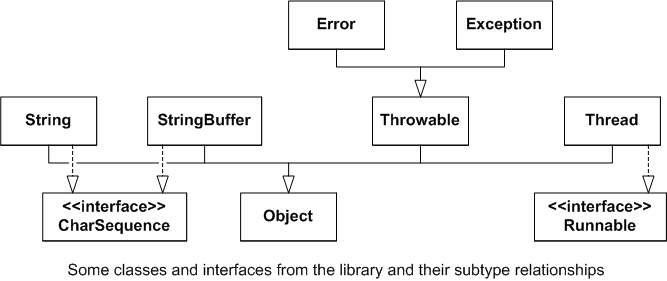 Error
Exception
String
StringBuffer
Throwable
Thread
<<interface>>
CharSequence
Object
<<interface>>
Runnable
Some classes and interfaces from the library and their subtype relationships